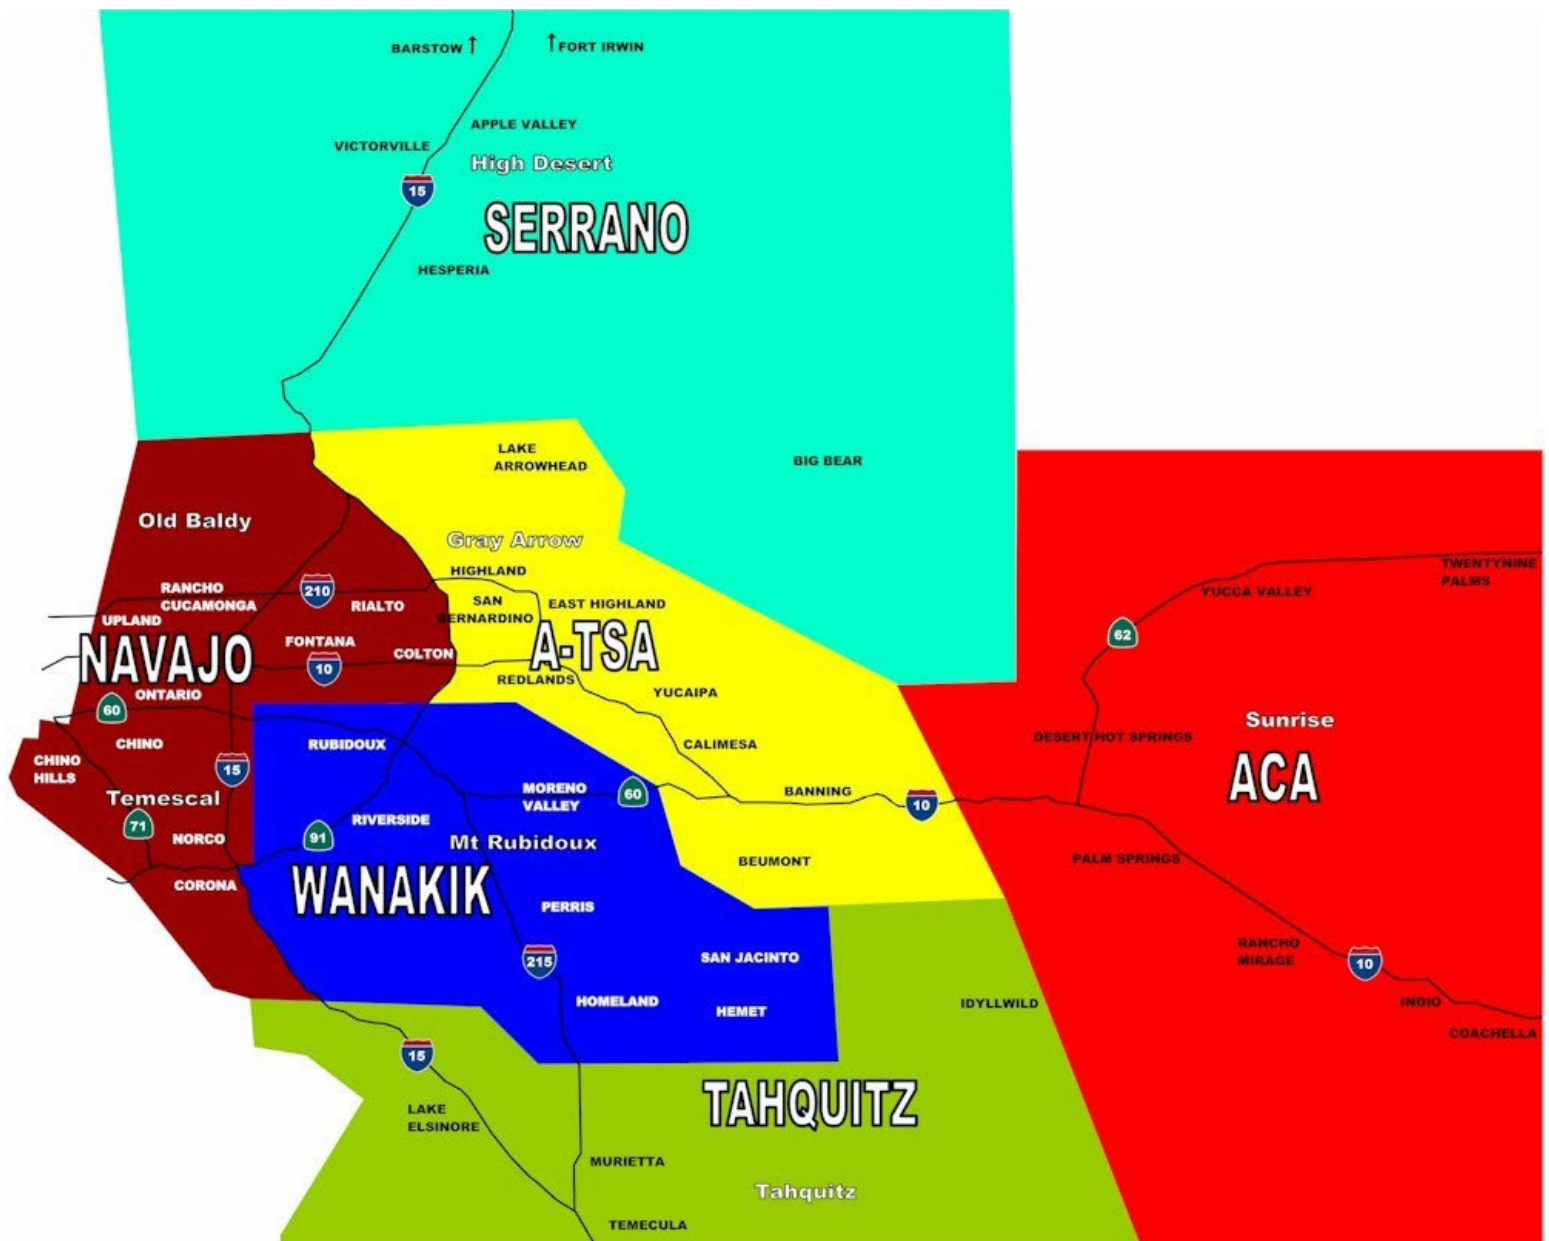 BARSTOW ↑
↑ FORT IRWIN
APPLE VALLEY
VICTORVILLE
High Desert
15
SERRANO
HESPERIA
LAKE
ARROWHEAD
BIG BEAR
Old Baldy
Gray Arrow
HIGHLAND
TWENTYNINE
PALMS
RANCHO
CUCAMONGA
210
RIALTO
SAN
BERNARDINO
EAST HIGHLAND
YUCCA VALLEY
UPLAND
62
NAVAJO
FONTANA
COLTON
A-TSA
10
REDLANDS
ONTARIO
YUCAIPA
60
Sunrise
CHINO
RUBIDOUX
CALIMESA
DESERT HOT SPRINGS
CHINO
HILLS
15
ACA
Temescal
MORENO
VALLEY
60
BANNING
10
71
NORCO
91
RIVERSIDE
Mt Rubidoux
BEUMONT
PALM SPRINGS
CORONA
WANAKIK
PERRIS
215
SAN JACINTO
RANCHO
MIRAGE
10
HOMELAND
HEMET
IDYLLWILD
INDIO
COACHELLA
15
TAHQUITZ
LAKE
ELSINORE
MURIETTA
Tahquitz
TEMECULA